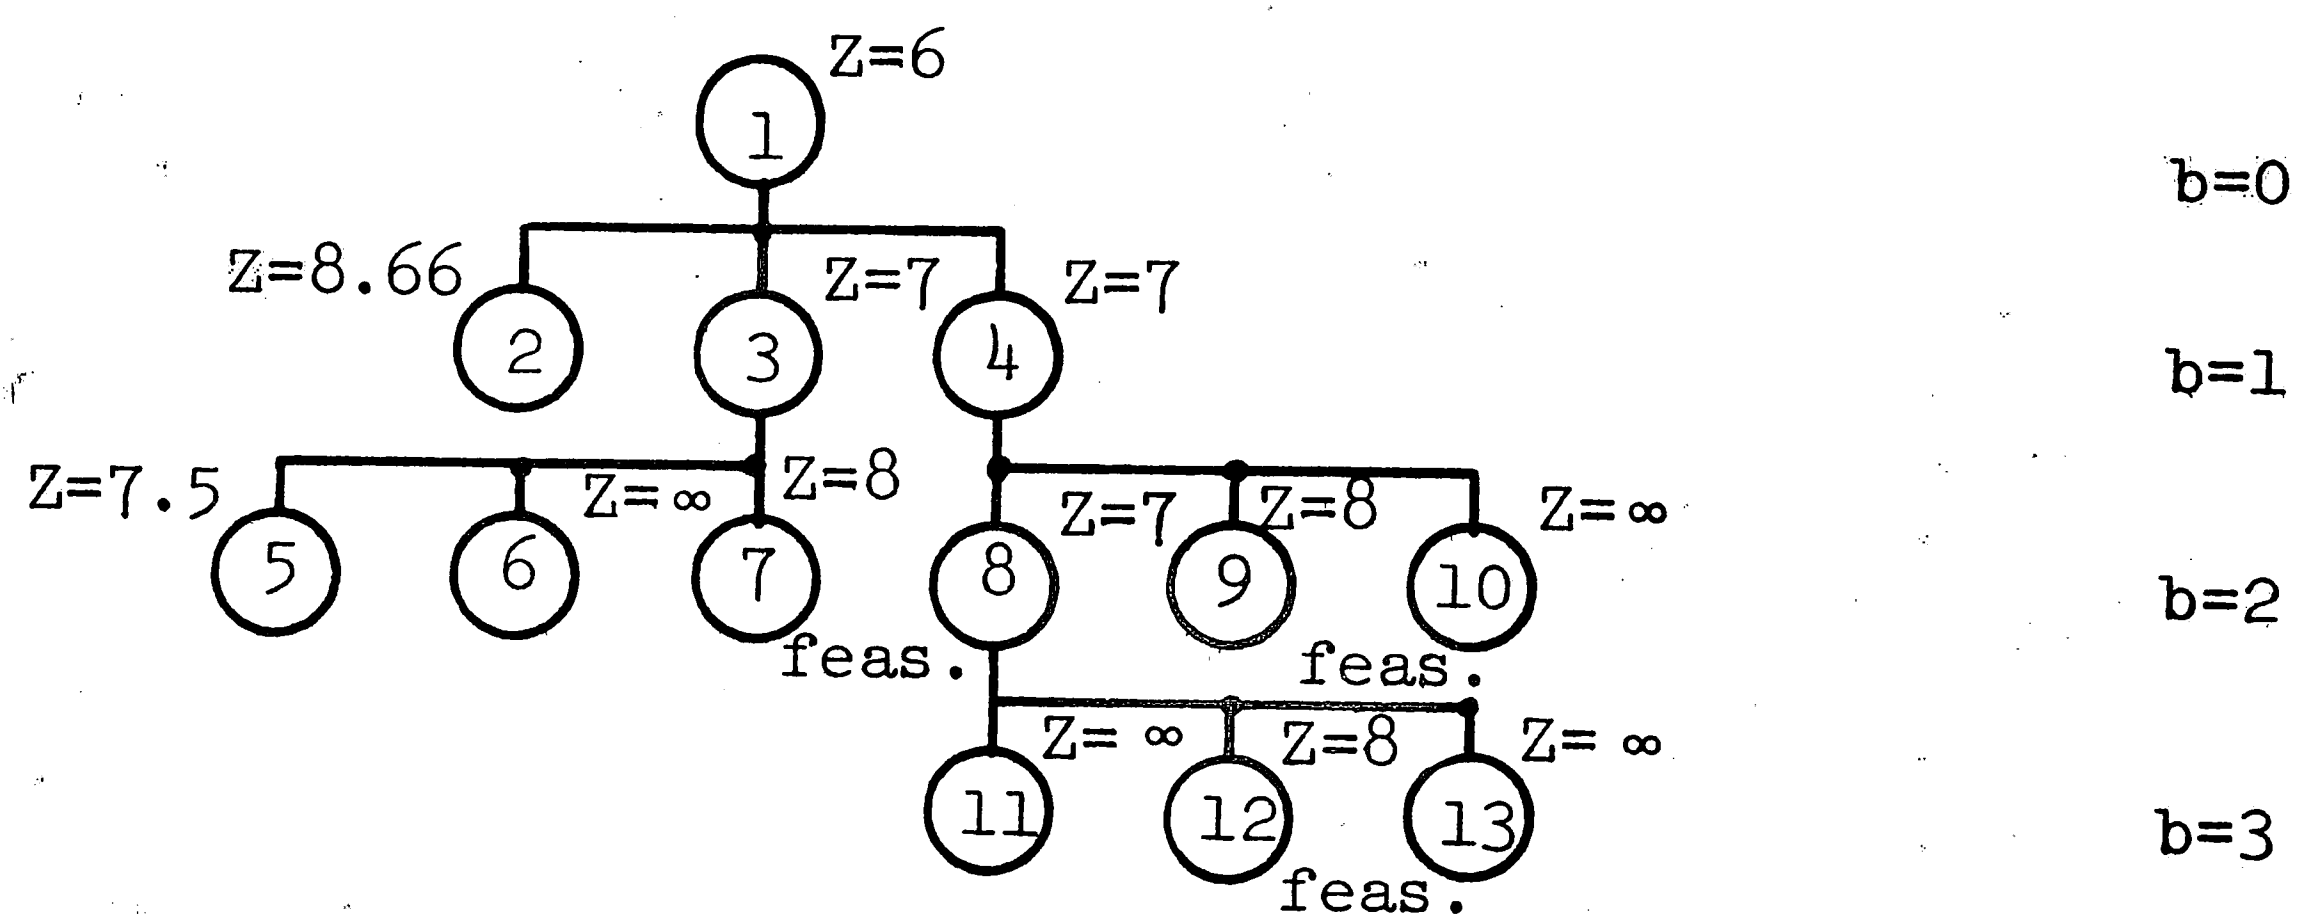 Z=6
1
b=0
Z=8.66
Z=7
Z=7
2
3
4
b=1
Z=7.5
Z=∞
Z=8
Z=7
Z=8
Z=∞
5
6
7
8
9
10
b=2
feas.
feas.
Z=∞
Z=8
Z=∞
11
12
13
b=3
feas.